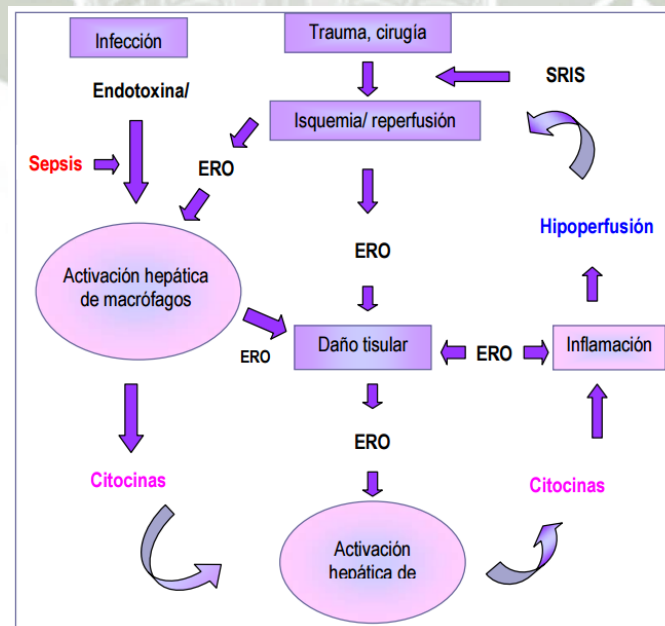 Infección
Trauma, cirugía
Endotoxina/
SRIS
Isquemia/ reperfusión
Sepsis
ERO
Hipoperfusión
Activación hepática
de macrófagos
ERO
ERO
Daño tisular
ERO
Inflamación
ERO
Citocinas
Citocinas
Activación
hepática de